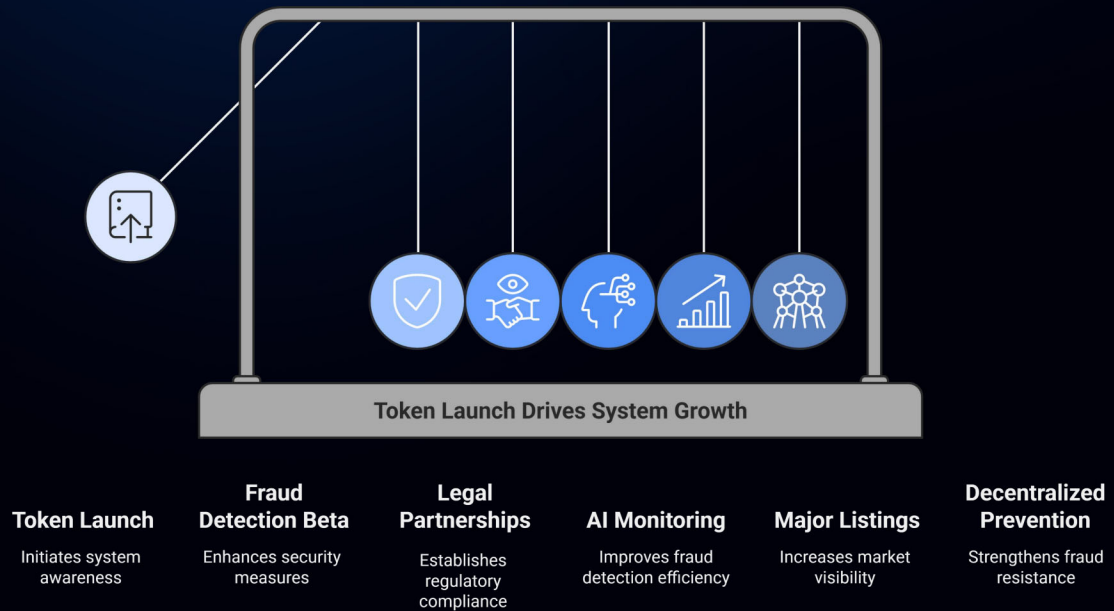 Token Launch Drives System Growth
Token Launch
Initiates system
awareness
Fraud
Detection Beta
Enhances security
measures
Legal
Partnerships
Establishes
regulatory
compliance
AI Monitoring
Improves fraud
detection efficiency
Major Listings
Increases market
visibility
Decentralized
Prevention
Strengthens fraud
resistance